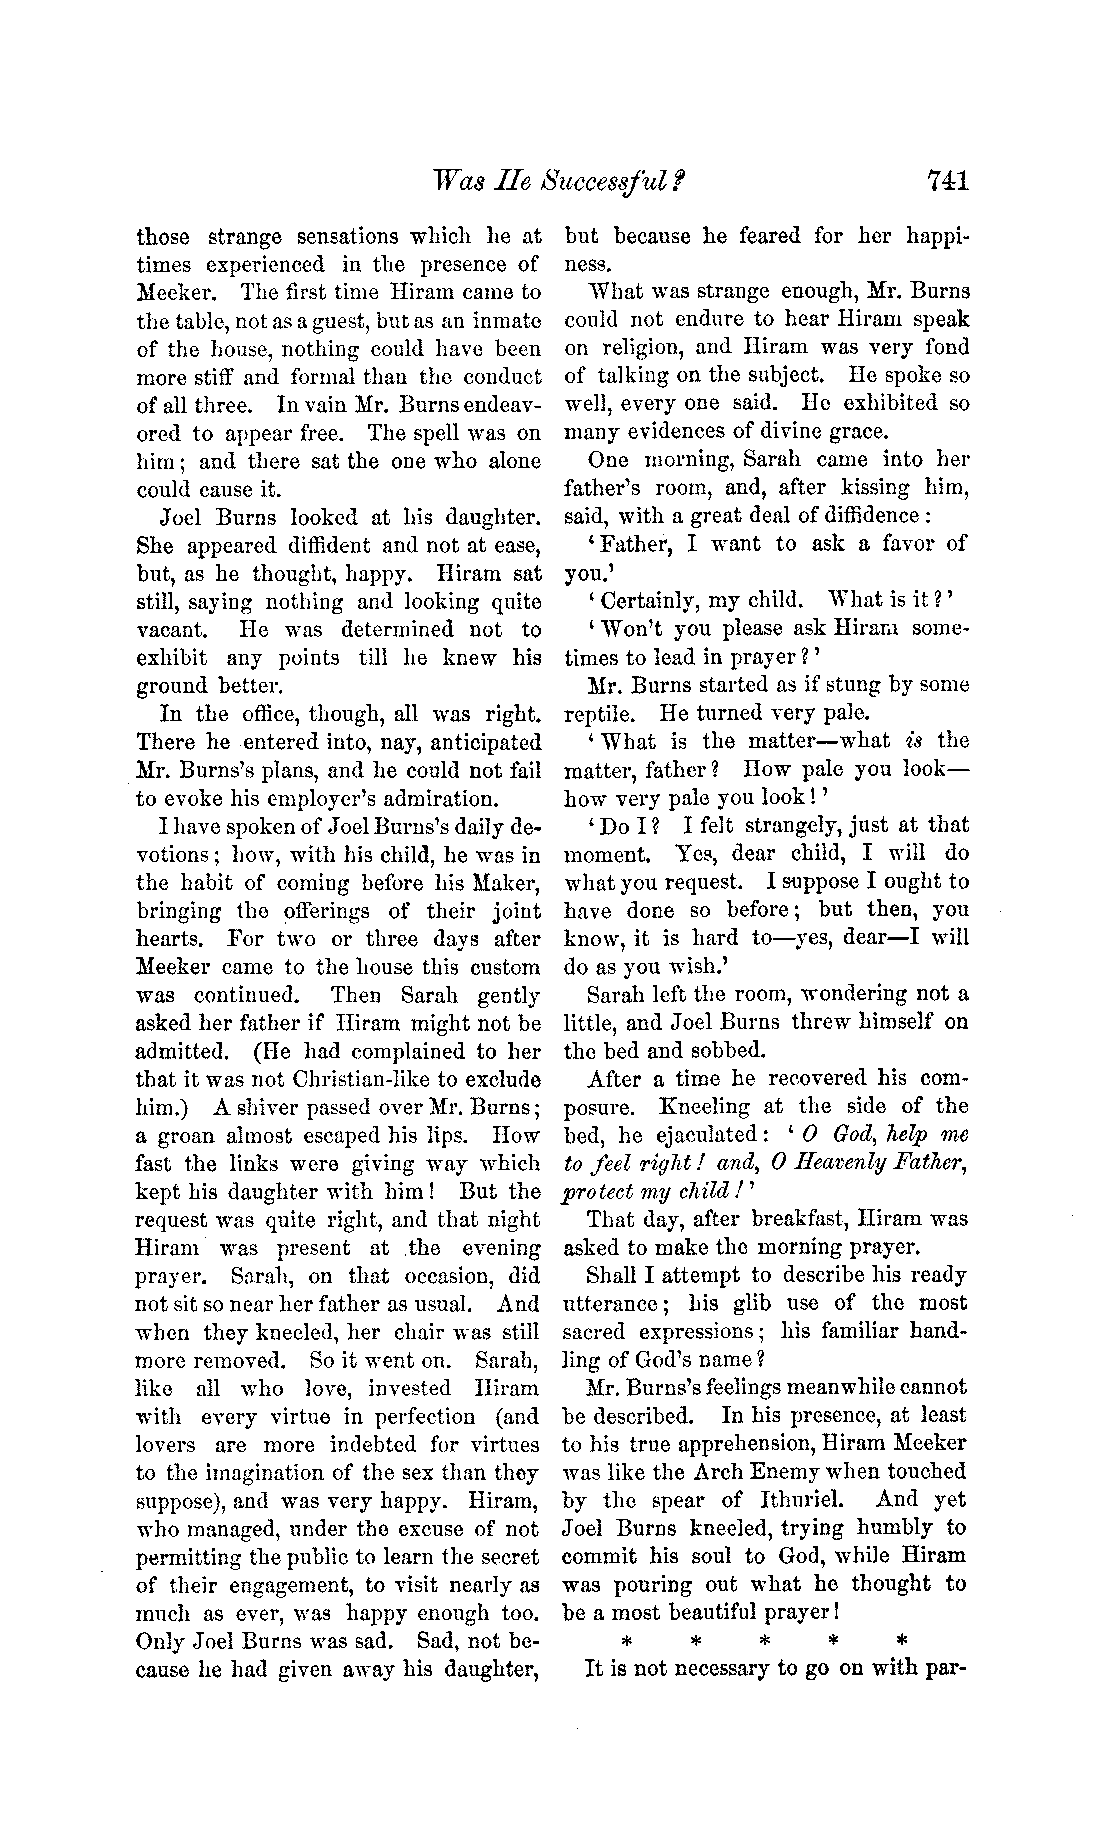 Was He Successful? 741
those strange sensations which he at
times experienced in the presence of
Meeker. The first time Hiram came to
the table, not as a guest, but as an inmate
of the house, nothing could have been
more stiff and formal than the conduct
of all three. In vain Mr. Burns endeav-
ored to appear free. The spell was on
him; and there sat the one who alone
could cause it.
Joel Burns looked at his daughter.
She appeared diffident and not at ease,
but, as he thought, happy. Hiram sat
still, saying nothing and looking quite
vacant. He was determined not to
exhibit any points till he knew his
ground better.
In the office, though, all was right.
There he entered into, nay, anticipated
Mr. Burns's plans, and he could not fail
to evoke his employer's admiration.
I have spoken of Joel Burns's daily de-
votions; how, with his child, he was in
the habit of coming before his Maker,
bringing the offerings of their joint
hearts. For two or three days after
Meeker came to the house this custom
was continued. Then Sarah gently
asked her father if Hiram might not be
admitted. (He had complained to her
that it was not Christian-like to exclude
him.) A shiver passed over Mr. Burns;
a groan almost escaped his lips. How
fast the links were giving way which
kept his daughter with him! But the
request was quite right, and that night
Hiram was present at the evening
prayer. Sarah, on that occasion, did
not sit so near her father as usual. And
when they kneeled, her chair was still
more removed. So it went on. Sarah,
like all who love, invested Hiram
with every virtue in perfection (and
lovers are more indebted for virtues
to the imagination of the sex than they
suppose), and was very happy. Hiram,
who managed, under the excuse of not
permitting the public to learn the secret
of their engagement, to visit nearly as
much as ever, was happy enough too.
Only Joel Burns was sad. Sad, not be-
cause he had given away his daughter,
but because he feared for her happi-
ness.
What was strange enough, Mr. Burns
could not endure to hear Hiram speak
on religion, and Hiram was very fond
of talking on the subject. He spoke so
well, every one said. He exhibited so
many evidences of divine grace.
One morning, Sarah came into her
father's room, and, after kissing him,
said, with a great deal of diffidence:
'Father, I want to ask a favor of
you.'
'Certainly, my child. What is it?'
'Won't you please ask Hiram some-
times to lead in prayer?'
Mr. Burns started as if stung by some
reptile. He turned very pale.
'What is the matter—what is the
matter, father? How pale you look—
how very pale you look!'
'Do I? I felt strangely, just at that
moment. Yes, dear child, I will do
what you request. I suppose I ought to
have done so before; but then, you
know, it is hard to—yes, dear—I will
do as you wish.'
Sarah left the room, wondering not a
little, and Joel Burns threw himself on
the bed and sobbed.
After a time he recovered his com-
posure. Kneeling at the side of the
bed, he ejaculated: 'O God, help me
to feel right! and, O Heavenly Father,
protect my child!'
That day, after breakfast, Hiram was
asked to make the morning prayer.
Shall I attempt to describe his ready
utterance; his glib use of the most
sacred expressions; his familiar hand-
ling of God's name?
Mr. Burns's feelings meanwhile cannot
be described. In his presence, at least
to his true apprehension, Hiram Meeker
was like the Arch Enemy when touched
by the spear of Ithuriel. And yet
Joel Burns kneeled, trying humbly to
commit his soul to God, while Hiram
was pouring out what he thought to
be a most beautiful prayer!
* * * * *
It is not necessary to go on with par-